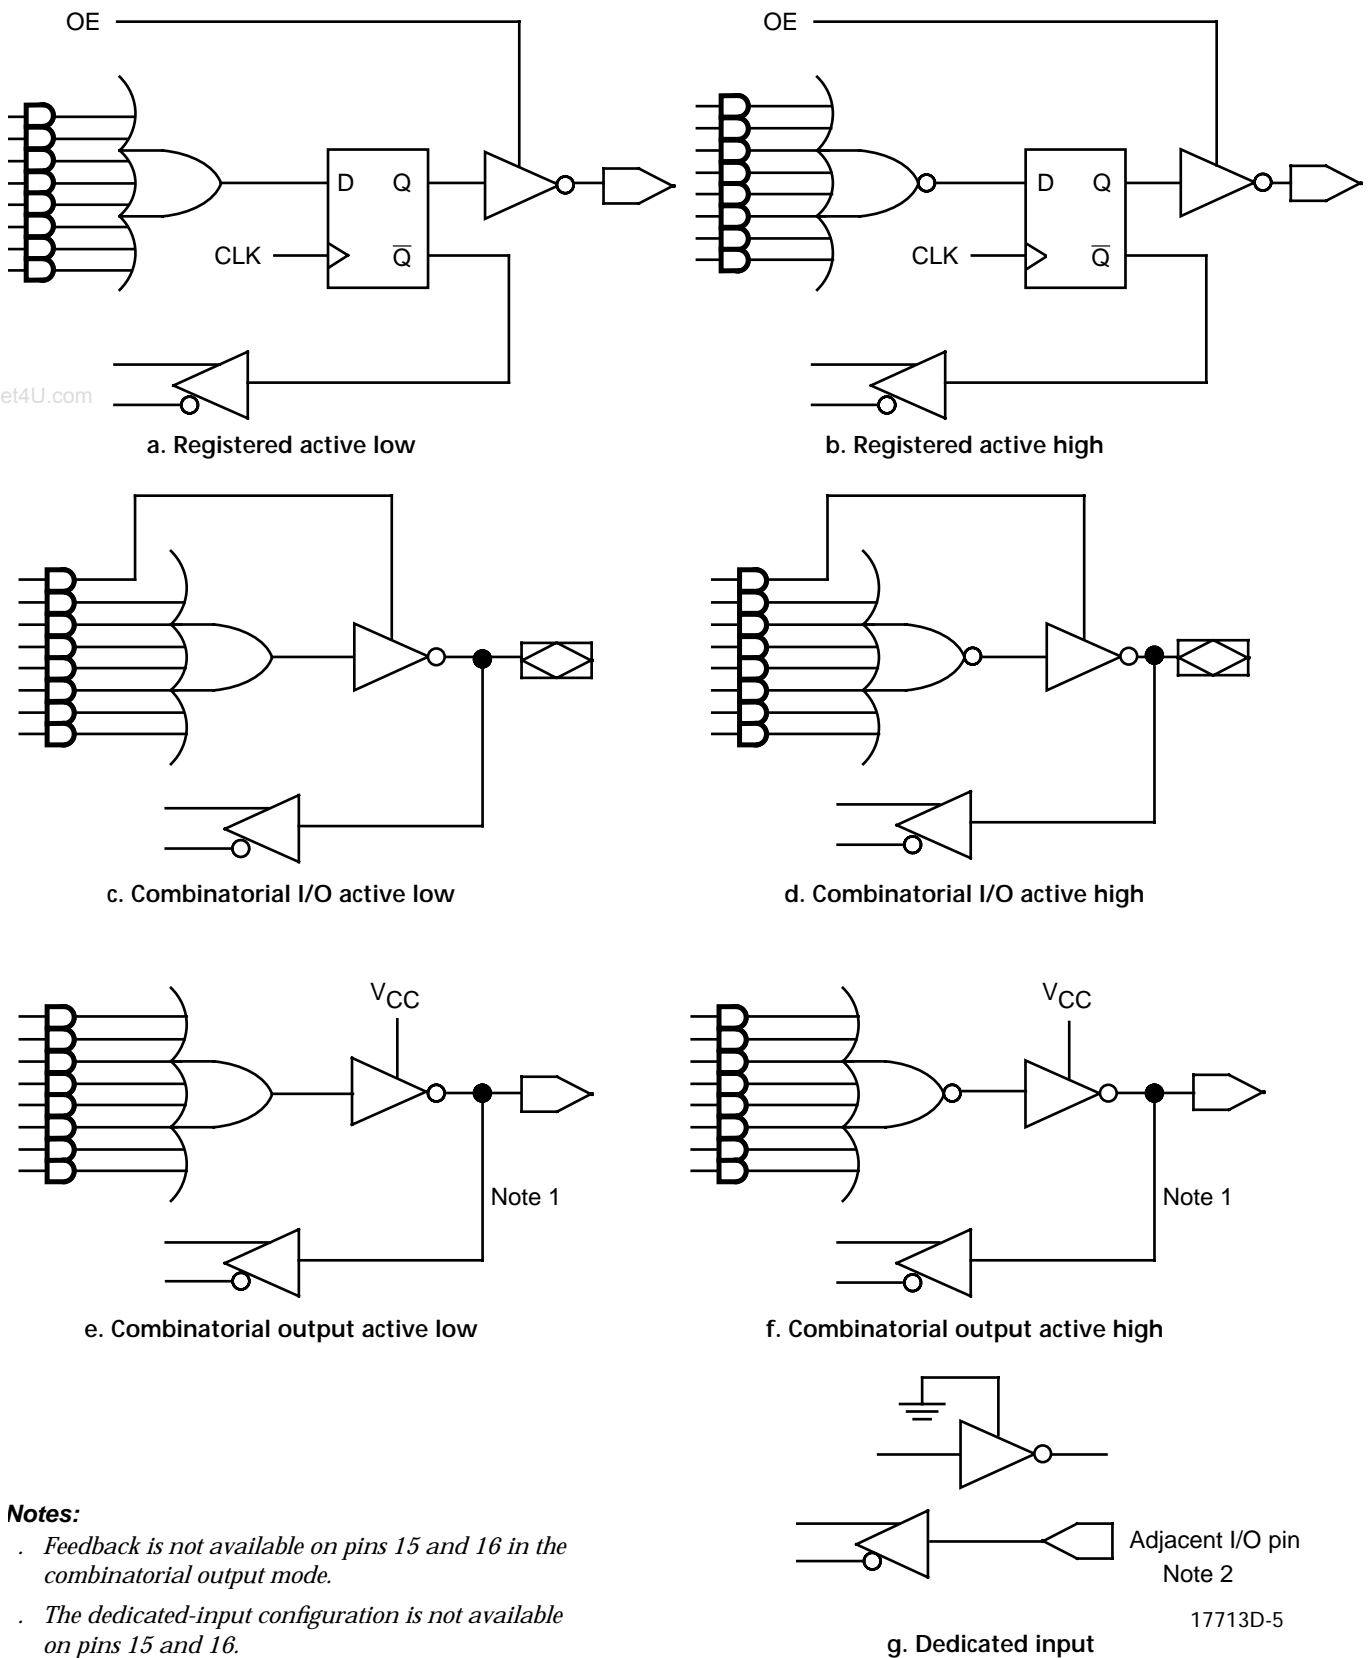 OE
OE
D Q
D Q
CLK
Q
CLK
Q
et4U.com
a. Registered active low
b. Registered active high
c. Combinatorial I/O active low
d. Combinatorial I/O active high
VCC
VCC
Note 1
Note 1
e. Combinatorial output active low
f. Combinatorial output active high
Notes:
. Feedback is not available on pins 15 and 16 in the
combinatorial output mode.
. The dedicated-input configuration is not available
on pins 15 and 16.
Adjacent I/O pin
Note 2
17713D-5
g. Dedicated input